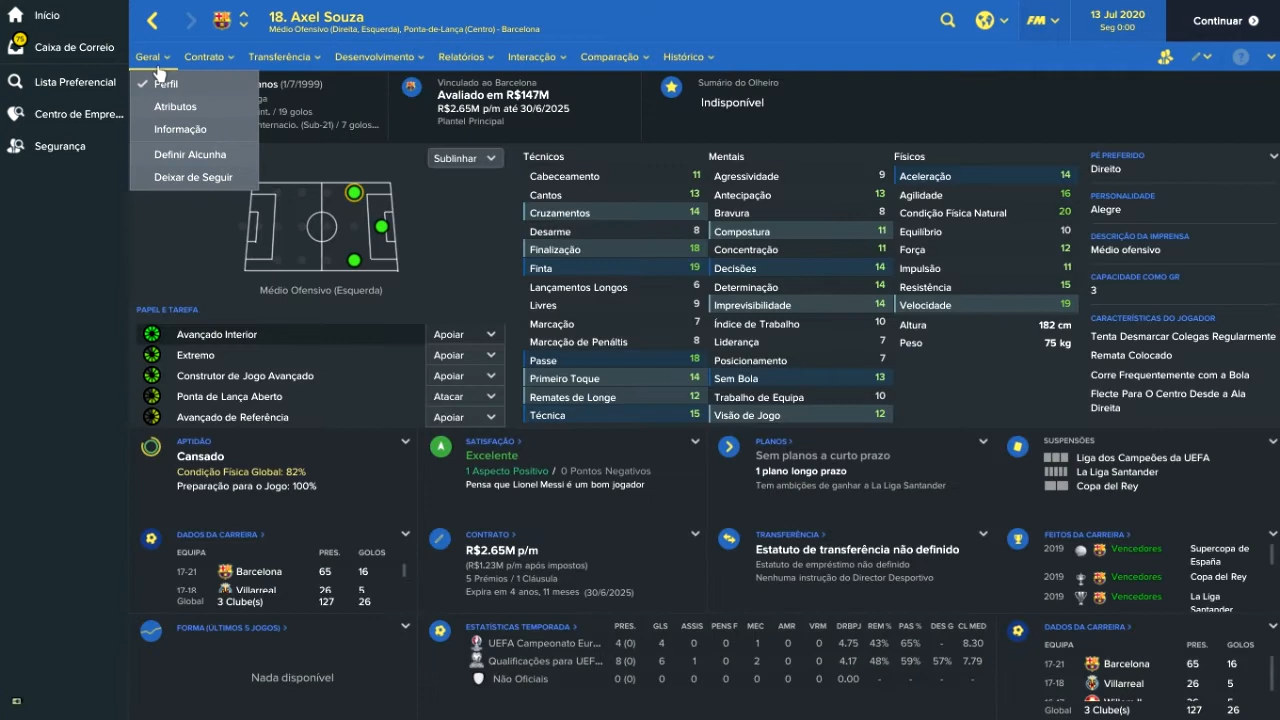 Início
Caixa de Correio
75
Lista Preferencial
Centro de Empre...
Segurança
18. Axel Souza
Médio Ofensivo (Direita, Esquerda), Ponta-de-Lança (Centro) - Barcelona
FM
13 Jul 2020
Seg 0:00
Continuar
Geral
Contrato
Transferência
Desenvolvimento
Relatórios
Interacção
Comparação
Histórico
Perfil
Atributos
Informação
Definir Alcunha
Deixar de Seguir
anos (1/7/1999)
int. / 19 golos
internacio. (Sub-21) / 7 golos...
Vinculado ao Barcelona
Avaliado em R$147M
R$2.65M p/m até 30/6/2025
Plantel Principal
Sumário do Olheiro
Indisponível
Sublinhar
Médio Ofensivo (Esquerda)
PAPEL E TAREFA
Avançado Interior Apoiar
Extremo Apoiar
Construtor de Jogo Avançado Apoiar
Ponta de Lança Aberto Atacar
Avançado de Referência Apoiar
Técnicos
Cabeceamento 11
Cantos 13
Cruzamentos 14
Desarme 8
Finalização 18
Finta 19
Lançamentos Longos 6
Livres 9
Marcação 7
Marcação de Penáltis 8
Passe 18
Primeiro Toque 14
Remates de Longe 12
Técnica 15
Mentais
Agressividade 9
Antecipação 13
Bravura 8
Compostura 11
Concentração 11
Decisões 14
Determinação 14
Imprevisibilidade 14
Índice de Trabalho 10
Liderança 7
Posicionamento 7
Sem Bola 13
Trabalho de Equipa 10
Visão de Jogo 12
Físicos
Aceleração 14
Agilidade 16
Condição Física Natural 20
Equilíbrio 10
Força 12
Impulsão 11
Resistência 15
Velocidade 19
Altura 182 cm
Peso 75 kg
PÉ PREFERIDO
Direito
PERSONALIDADE
Alegre
DESCRIÇÃO DA IMPRENSA
Médio ofensivo
CAPACIDADE COMO GR
3
CARACTERÍSTICAS DO JOGADOR
Tenta Desmarcar Colegas Regularmente
Remata Colocado
Corre Frequentemente com a Bola
Flecte Para O Centro Desde a Ala
Direita
APTIDÃO
Cansado
Condição Física Global: 82%
Preparação para o Jogo: 100%
SATISFAÇÃO
Excelente
1 Aspecto Positivo / 0 Pontos Negativos
Pensa que Lionel Messi é um bom jogador
PLANOS
Sem planos a curto prazo
1 plano longo prazo
Tem ambições de ganhar a La Liga Santander
SUSPENSÕES
Liga dos Campeões da UEFA
La Liga Santander
Copa del Rey
DADOS DA CARREIRA
EQUIPA PRES. GOLOS
17-21 Barcelona 65 16
17-18 Villarreal 26 5
Global 3 Clube(s) 127 26
CONTRATO
R$2.65M p/m
(R$1.23M p/m após impostos)
5 Prémios / 1 Cláusula
Expira em 4 anos, 11 meses (30/6/2025)
TRANSFERÊNCIA
Estatuto de transferência não definido
Estatuto de empréstimo não definido
Nenhuma instrução do Director Desportivo
FEITOS DA CARREIRA
2019 Vencedores Supercopa de
España
2019 Vencedores Copa del Rey
2019 Vencedores La Liga
Santander
FORMA (ÚLTIMOS 5 JOGOS)
Nada disponível
ESTATÍSTICAS TEMPORADA PRES. GLS ASSIS PENS F MEC AMR VRM DRBPJ REM % PAS % DES G CL MED
UEFA Campeonato Eur... 4 (0) 4 0 0 1 0 0 4.75 43% 65% - 8.30
Qualificações para UEF... 8 (0) 6 1 0 2 0 0 4.17 48% 59% 57% 7.79
Não Oficiais 0 (0) 0 0 0 0 0 0 0.00 - - - -
DADOS DA CARREIRA
EQUIPA PRES. GOLOS
17-21 Barcelona 65 16
17-18 Villarreal 26 5
Global 3 Clube(s) 127 26